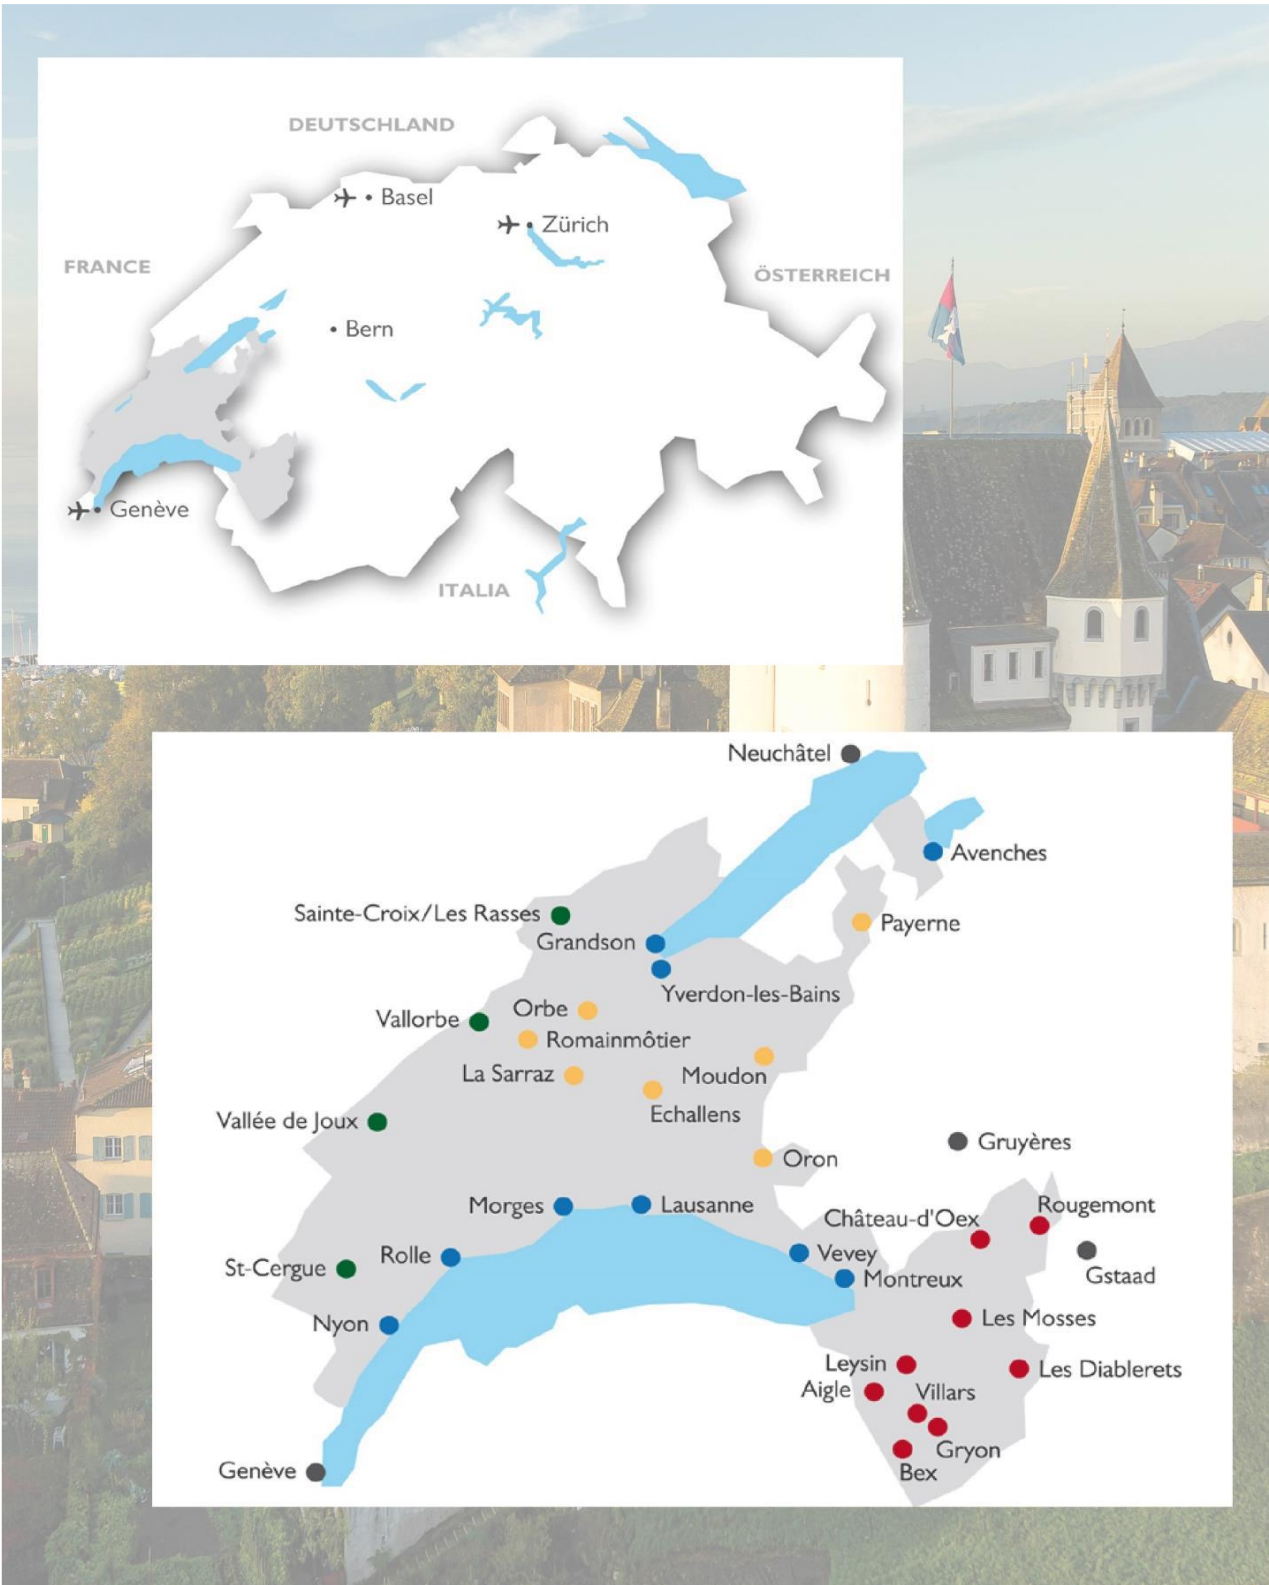 DEUTSCHLAND
Basel
Zürich
FRANCE
ÖSTERREICH
Bern
Genève
ITALIA
Neuchâtel
Avenches
Sainte-Croix/Les Rasses
Payerne
Grandson
Yverdon-les-Bains
Orbe
Vallorbe
Romainmôtier
La Sarraz
Moudon
Echallens
Vallée de Joux
Gruyères
Oron
Morges
Lausanne
Rougemont
Château-d'Oex
Rolle
Vevey
St-Cergue
Montreux
Gstaad
Nyon
Les Mosses
Leysin
Les Diablerets
Aigle
Villars
Gryon
Genève
Bex